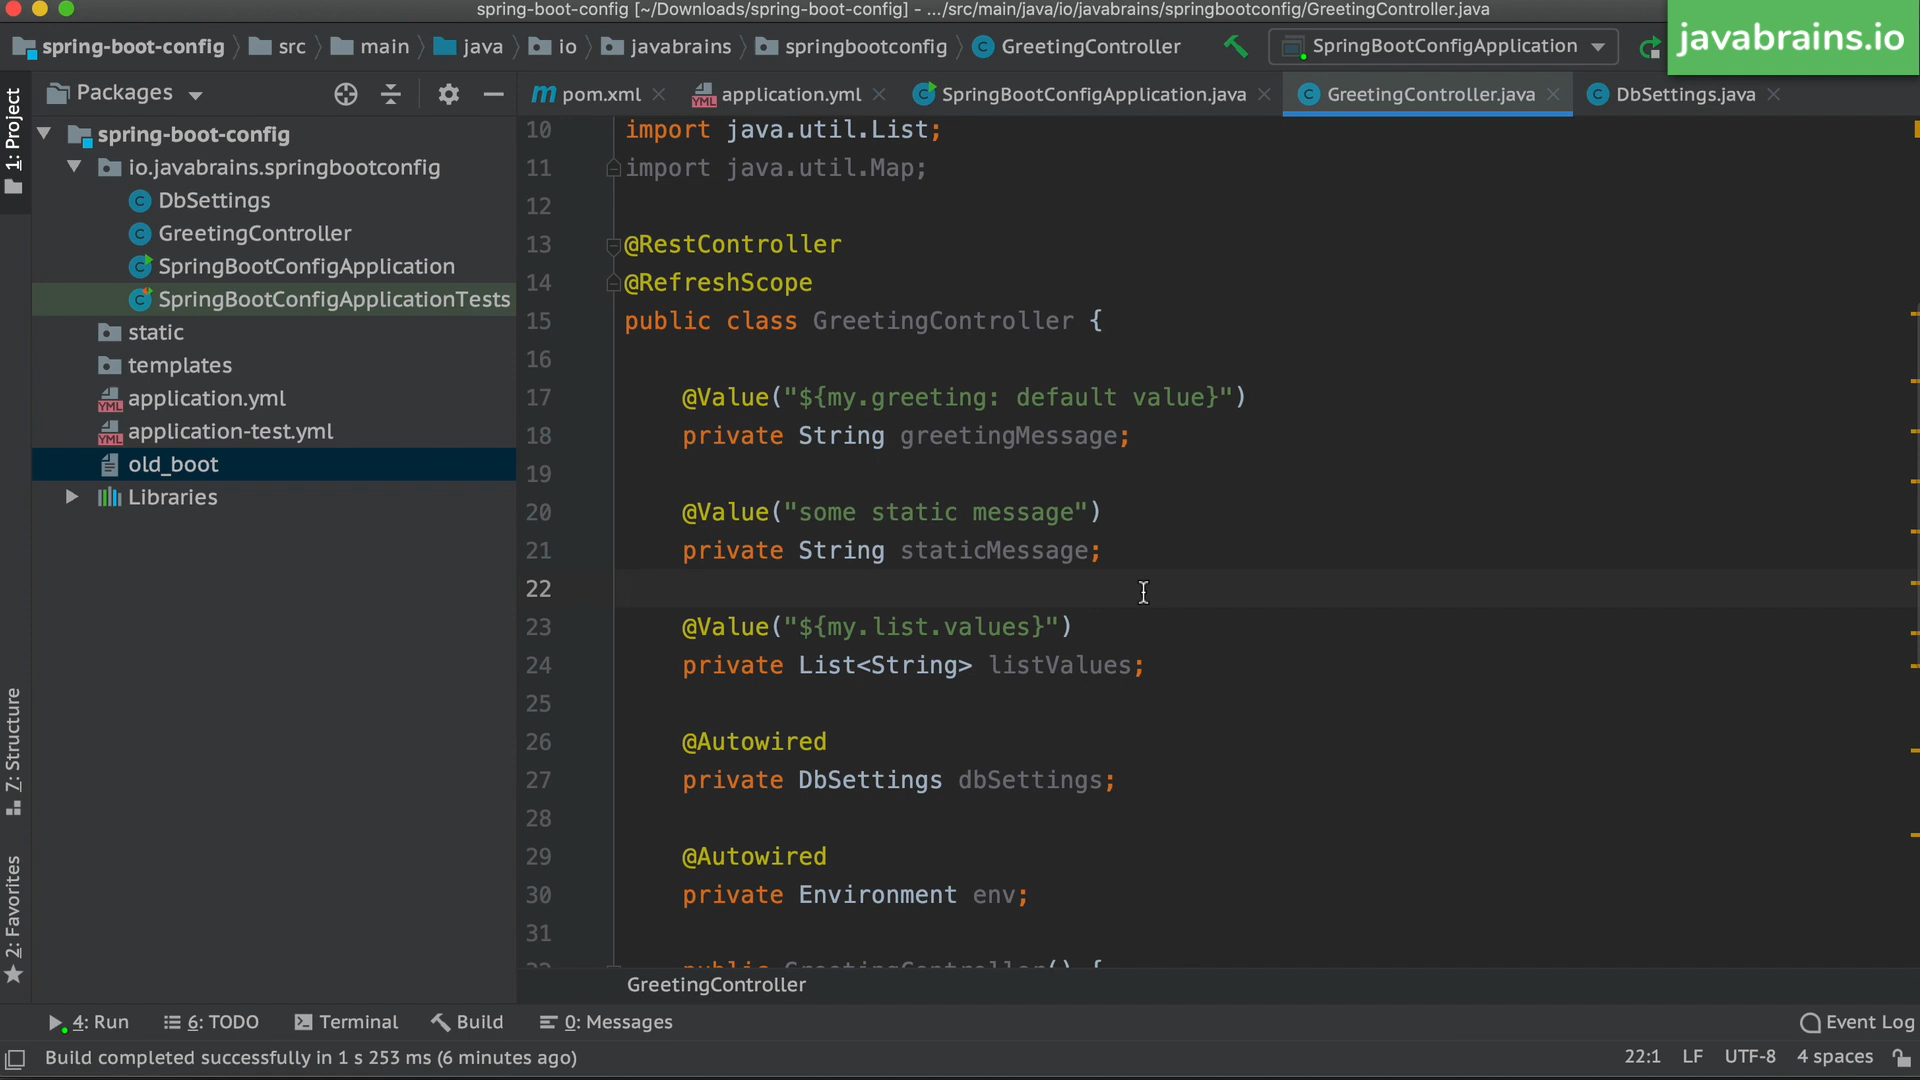 spring-boot-config [~/Downloads/spring-boot-config] - .../src/main/java/io/javabrains/springbootconfig/GreetingController.java
spring-boot-config src main java io javabrains springbootconfig GreetingController SpringBootConfigApplication
javabrains.io
Packages
pom.xml application.yml SpringBootConfigApplication.java GreetingController.java DbSettings.java
1: Project
Z: Structure
2: Favorites
spring-boot-config
io.javabrains.springbootconfig
DbSettings
GreetingController
SpringBootConfigApplication
SpringBootConfigApplicationTests
static
templates
YML application.yml
YML application-test.yml
old_boot
Libraries
10 import java.util.List;
11 import java.util.Map;
12
13 @RestController
14 @RefreshScope
15 public class GreetingController {
16
17 @Value("${my.greeting: default value}")
18 private String greetingMessage;
19
20 @Value("some static message")
21 private String staticMessage;
22
23 @Value("${my.list.values}")
24 private List<String> listValues;
25
26 @Autowired
27 private DbSettings dbSettings;
28
29 @Autowired
30 private Environment env;
31
public GreetingController() {
GreetingController
4: Run 6: TODO Terminal Build 0: Messages Event Log
Build completed successfully in 1 s 253 ms (6 minutes ago) 22:1 LF UTF-8 4 spaces